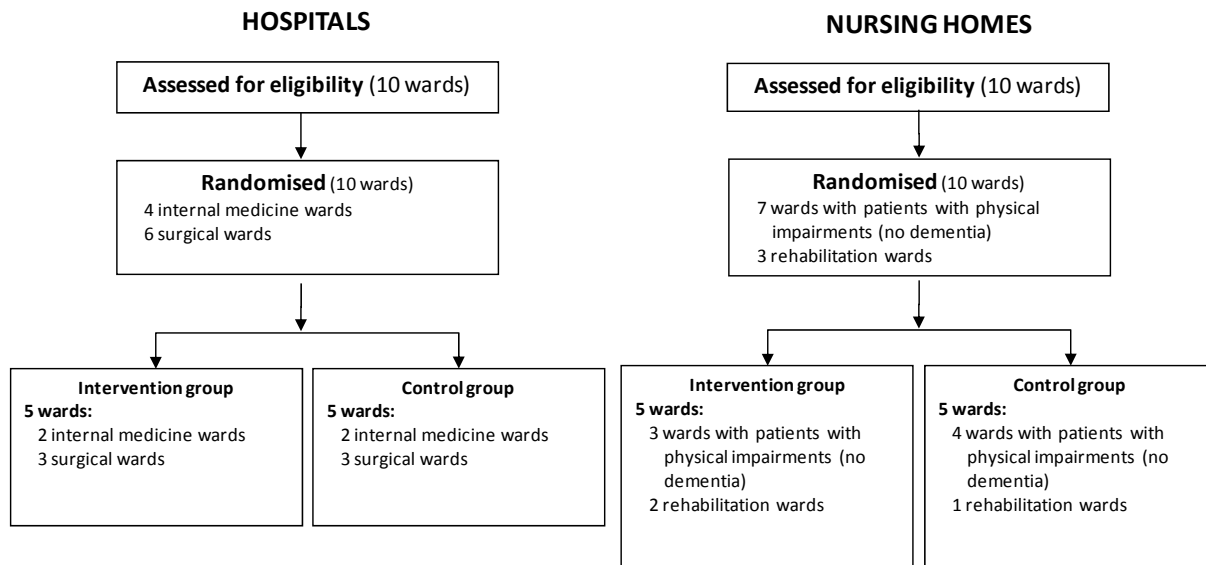 HOSPITALS
Assessed for eligibility (10 wards)
Randomised (10 wards)
4 internal medicine wards
6 surgical wards
Intervention group
5 wards:
2 internal medicine wards
3 surgical wards
Control group
5 wards:
2 internal medicine wards
3 surgical wards
NURSING HOMES
Assessed for eligibility (10 wards)
Randomised (10 wards)
7 wards with patients with physical
impairments (no dementia)
3 rehabilitation wards
Intervention group
5 wards:
3 wards with patients with
physical impairments (no
dementia)
2 rehabilitation wards
Control group
5 wards:
4 wards with patients with
physical impairments (no
dementia)
1 rehabilitation wards